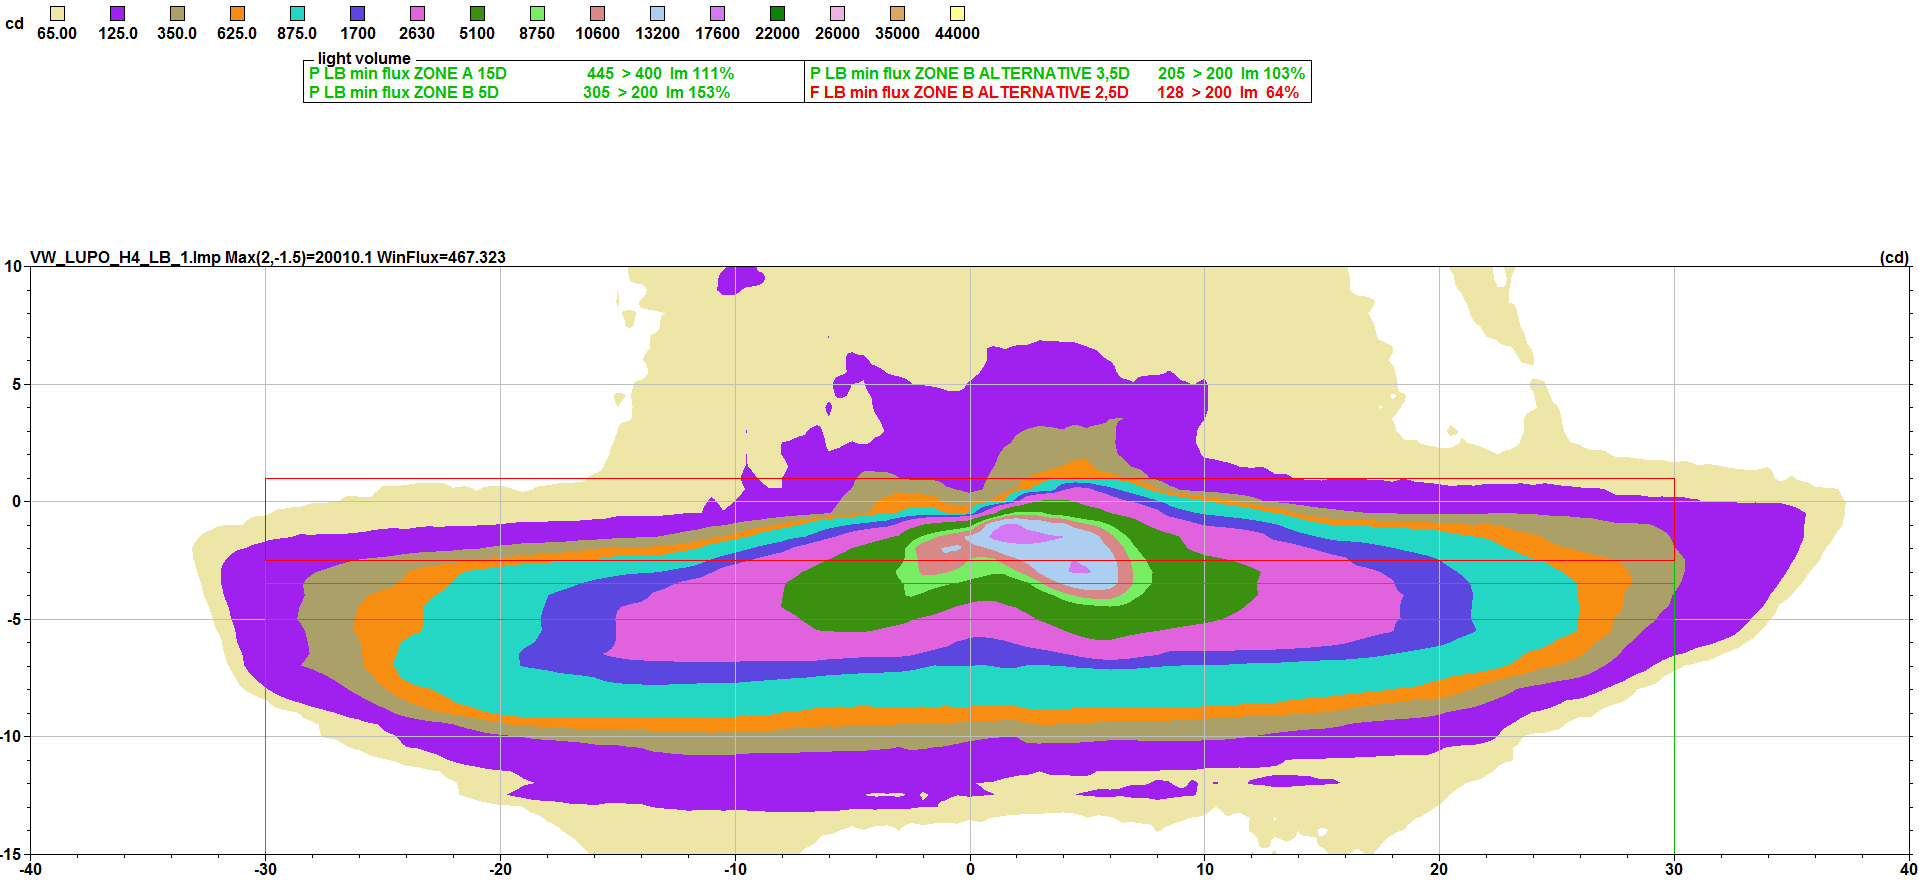 cd 65.00 125.0 350.0 625.0 875.0 1700 2630 5100 8750 10600 13200 17600 22000 26000 35000 44000
light volume
P LB min flux ZONE A 15D 445 > 400 lm 111% P LB min flux ZONE B ALTERNATIVE 3,5D 205 > 200 lm 103%
P LB min flux ZONE B 5D 305 > 200 lm 153% F LB min flux ZONE B ALTERNATIVE 2,5D 128 > 200 lm 64%
VW_LUPO_H4_LB_1.lmp Max(2,-1.5)=20010.1 WinFlux=467.323 (cd)
10
5
0
-5
-10
-15
-40 -30 -20 -10 0 10 20 30 40